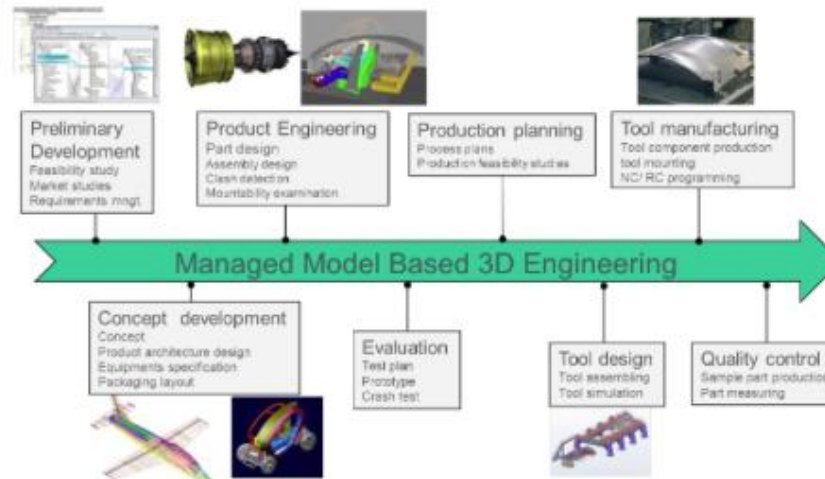 Preliminary
Development
Feasibility study
Market studies
Requirements mngt.
Product Engineering
Part design
Assembly design
Clash detection
Mountability examination
Production planning
Process plans
Production feasibility studies
Tool manufacturing
Tool component production
tool mounting
NC/ RC programming
Managed Model Based 3D Engineering
Concept development
Concept
Product architecture design
Equipments specification
Packaging layout
Evaluation
Test plan
Prototype
Crash test
Tool design
Tool assembling
Tool simulation
Quality control
Sample part production
Part measuring